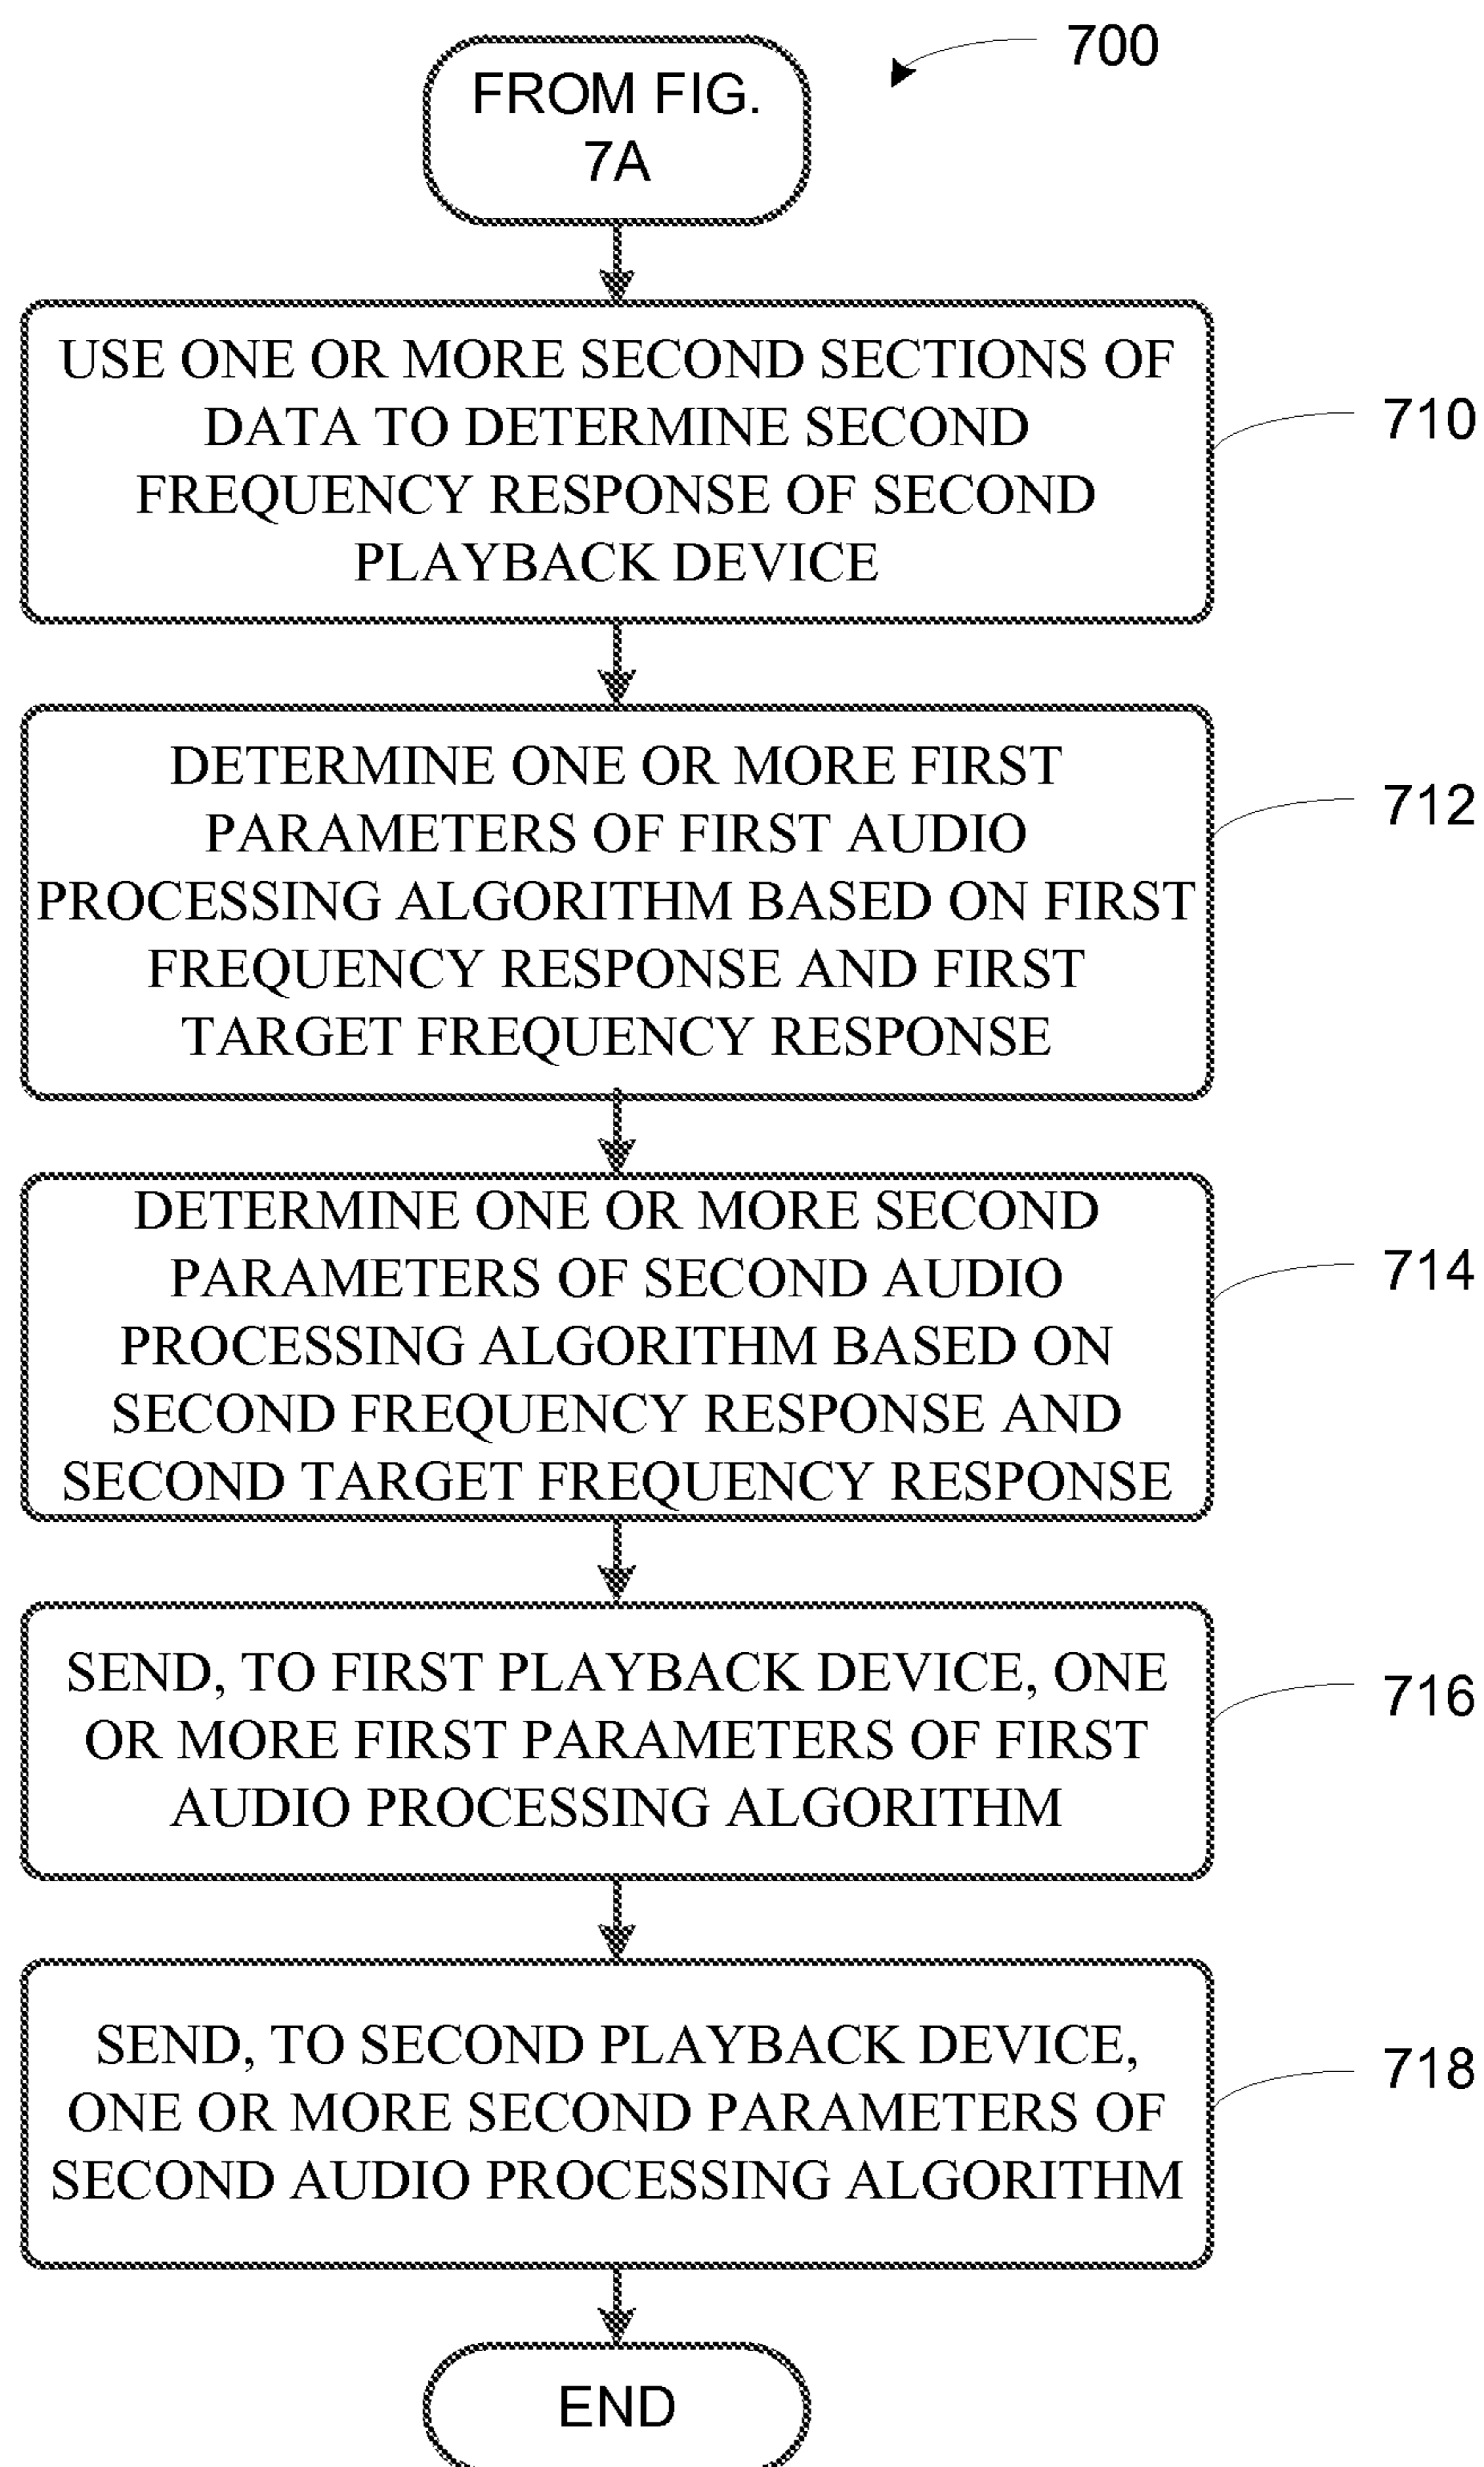 FROM FIG.
7A
700
USE ONE OR MORE SECOND SECTIONS OF
DATA TO DETERMINE SECOND
FREQUENCY RESPONSE OF SECOND
PLAYBACK DEVICE
710
DETERMINE ONE OR MORE FIRST
PARAMETERS OF FIRST AUDIO
PROCESSING ALGORITHM BASED ON FIRST
FREQUENCY RESPONSE AND FIRST
TARGET FREQUENCY RESPONSE
712
DETERMINE ONE OR MORE SECOND
PARAMETERS OF SECOND AUDIO
PROCESSING ALGORITHM BASED ON
SECOND FREQUENCY RESPONSE AND
SECOND TARGET FREQUENCY RESPONSE
714
SEND, TO FIRST PLAYBACK DEVICE, ONE
OR MORE FIRST PARAMETERS OF FIRST
AUDIO PROCESSING ALGORITHM
716
SEND, TO SECOND PLAYBACK DEVICE,
ONE OR MORE SECOND PARAMETERS OF
SECOND AUDIO PROCESSING ALGORITHM
718
END